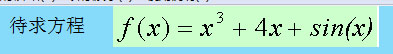 待求方程 f(x) = x³ + 4x + sin(x)